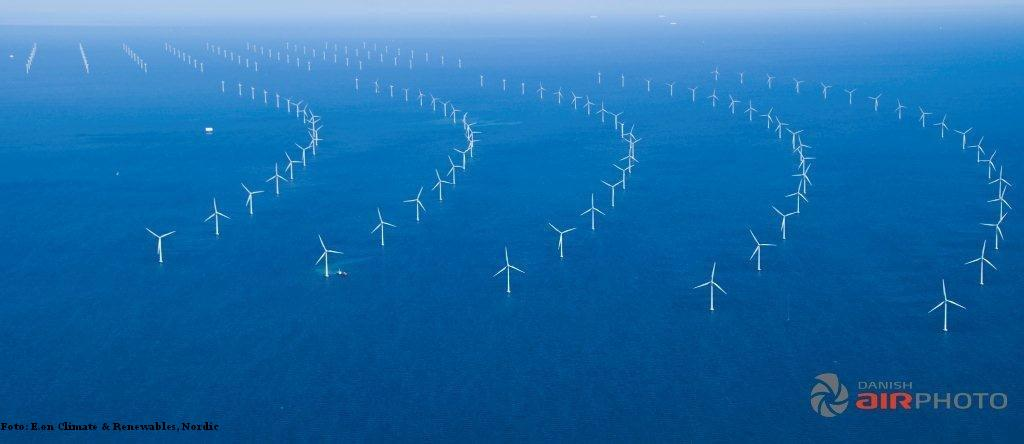 DANISH
AIRPHOTO
Foto: E.on Climate & Renewables, Nordic